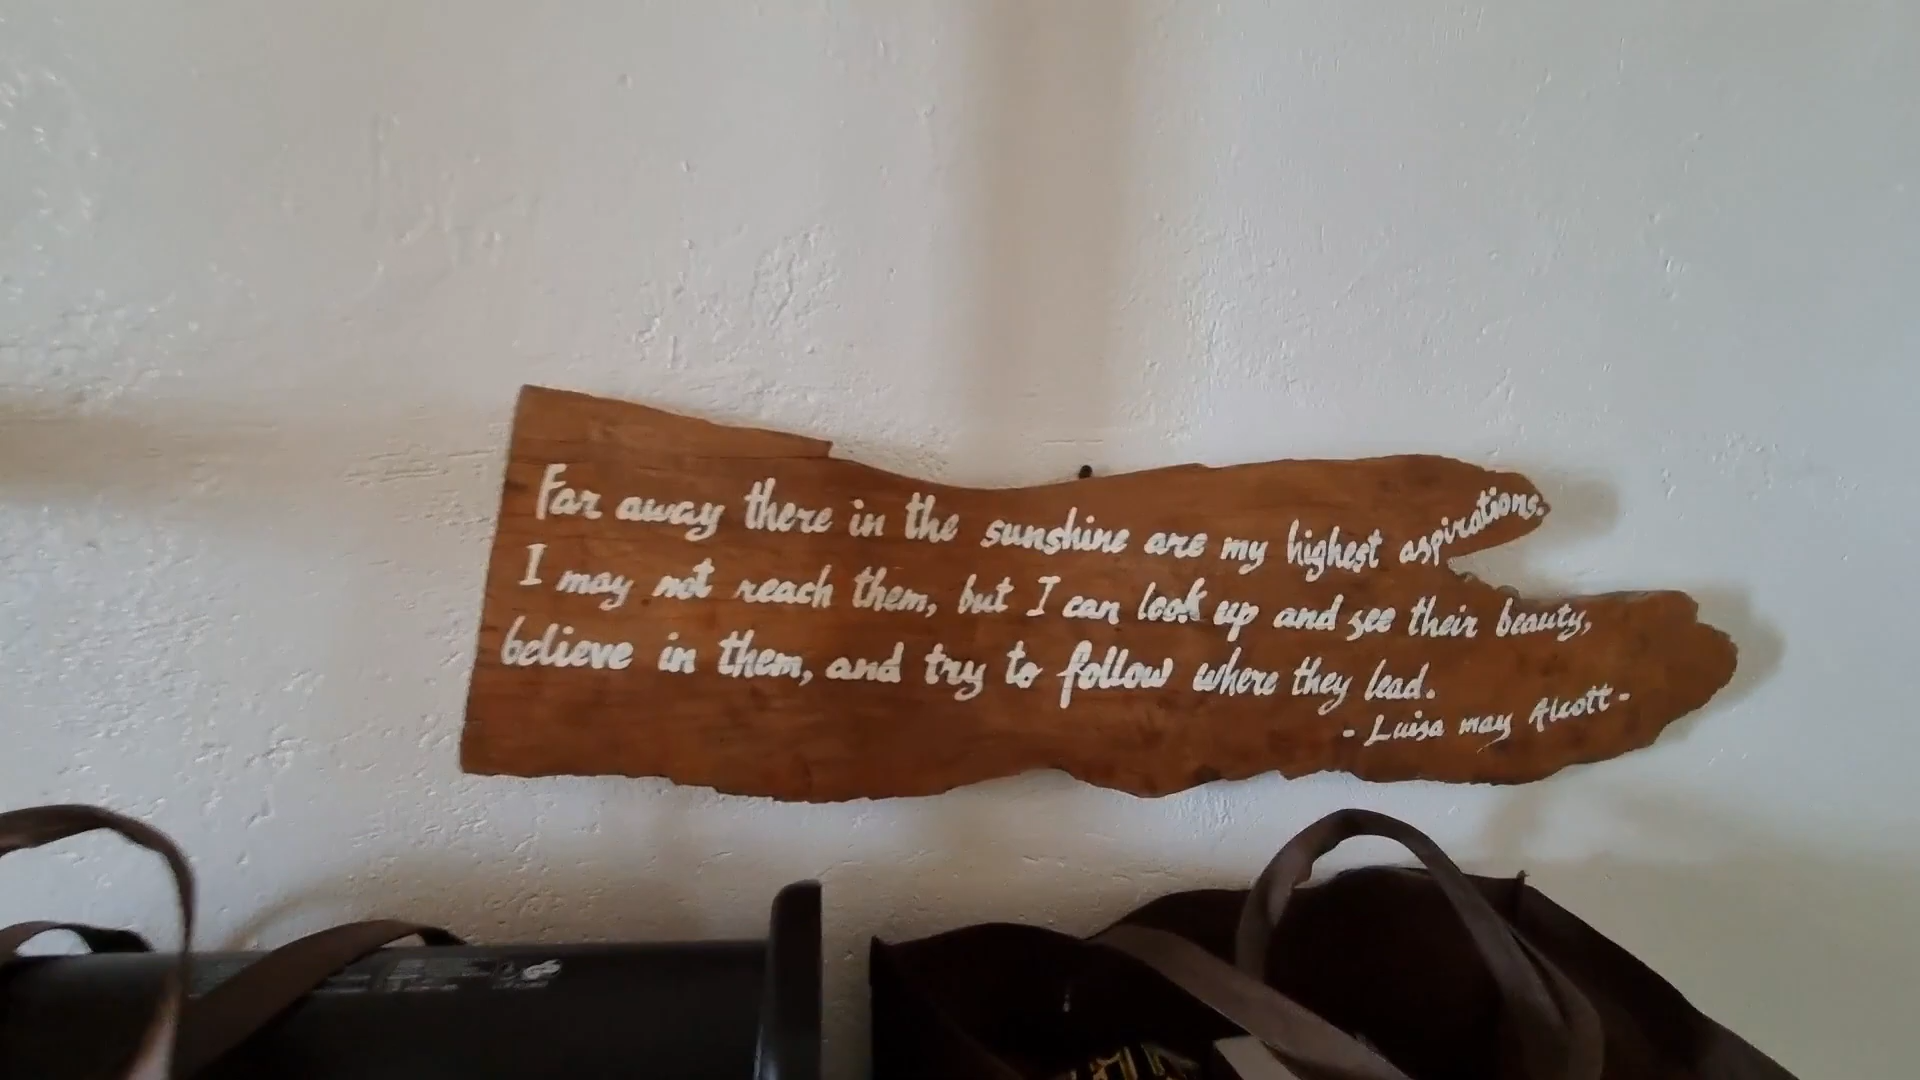 Far away there in the sunshine are my highest aspirations.
I may not reach them, but I can look up and see their beauty,
believe in them, and try to follow where they lead.
- Luisa may Alcott -